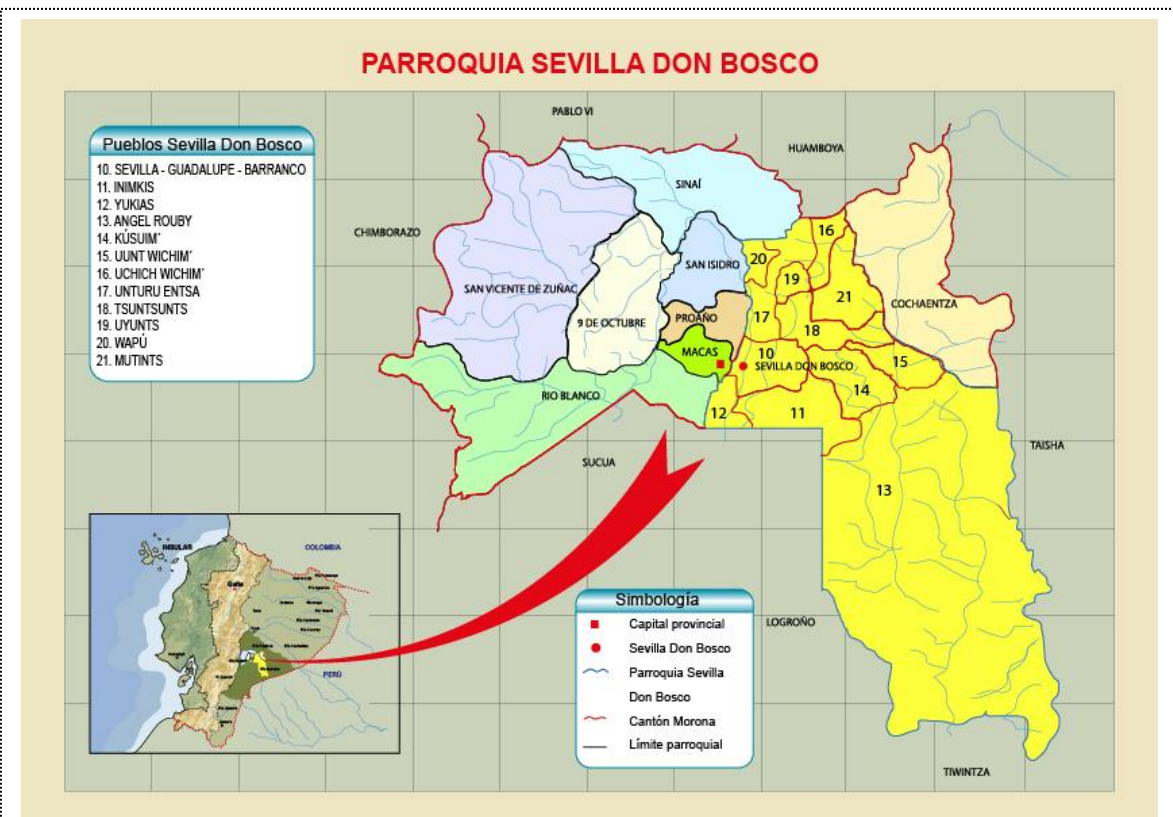 PARROQUIA SEVILLA DON BOSCO
Pueblos Sevilla Don Bosco
10. SEVILLA - GUADALUPE - BARRANCO
11. INIMKIS
12. YUKIAS
13. ANGEL ROUBY
14. KÚSUIM´
15. UUNT WICHIM´
16. UCHICH WICHIM´
17. UNTURU ENTSA
18. TSUNTSUNTS
19. UYUNTS
20. WAPÚ
21. MUTINTS
PABLO VI
HUAMBOYA
SINAÍ
CHIMBORAZO
16
SAN ISIDRO
20
19
SAN VICENTE DE ZUÑAC
21
COCHAENTZA
9 DE OCTUBRE
PROAÑO
17
18
MACAS
10
15
SEVILLA DON BOSCO
RIO BLANCO
14
12
11
TAISHA
SUCUA
13
LOGROÑO
TIWINTZA
INSULAR
COLOMBIA
Quito
PERÚ
Simbología
Capital provincial
Sevilla Don Bosco
Parroquia Sevilla
Don Bosco
Cantón Morona
Límite parroquial